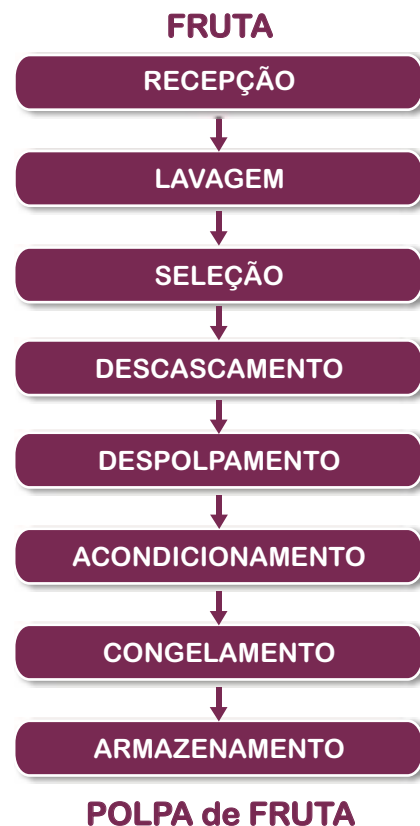 FRUTA
RECEPÇÃO
LAVAGEM
SELEÇÃO
DESCASCAMENTO
DESPOLPAMENTO
ACONDICIONAMENTO
CONGELAMENTO
ARMAZENAMENTO
POLPA de FRUTA